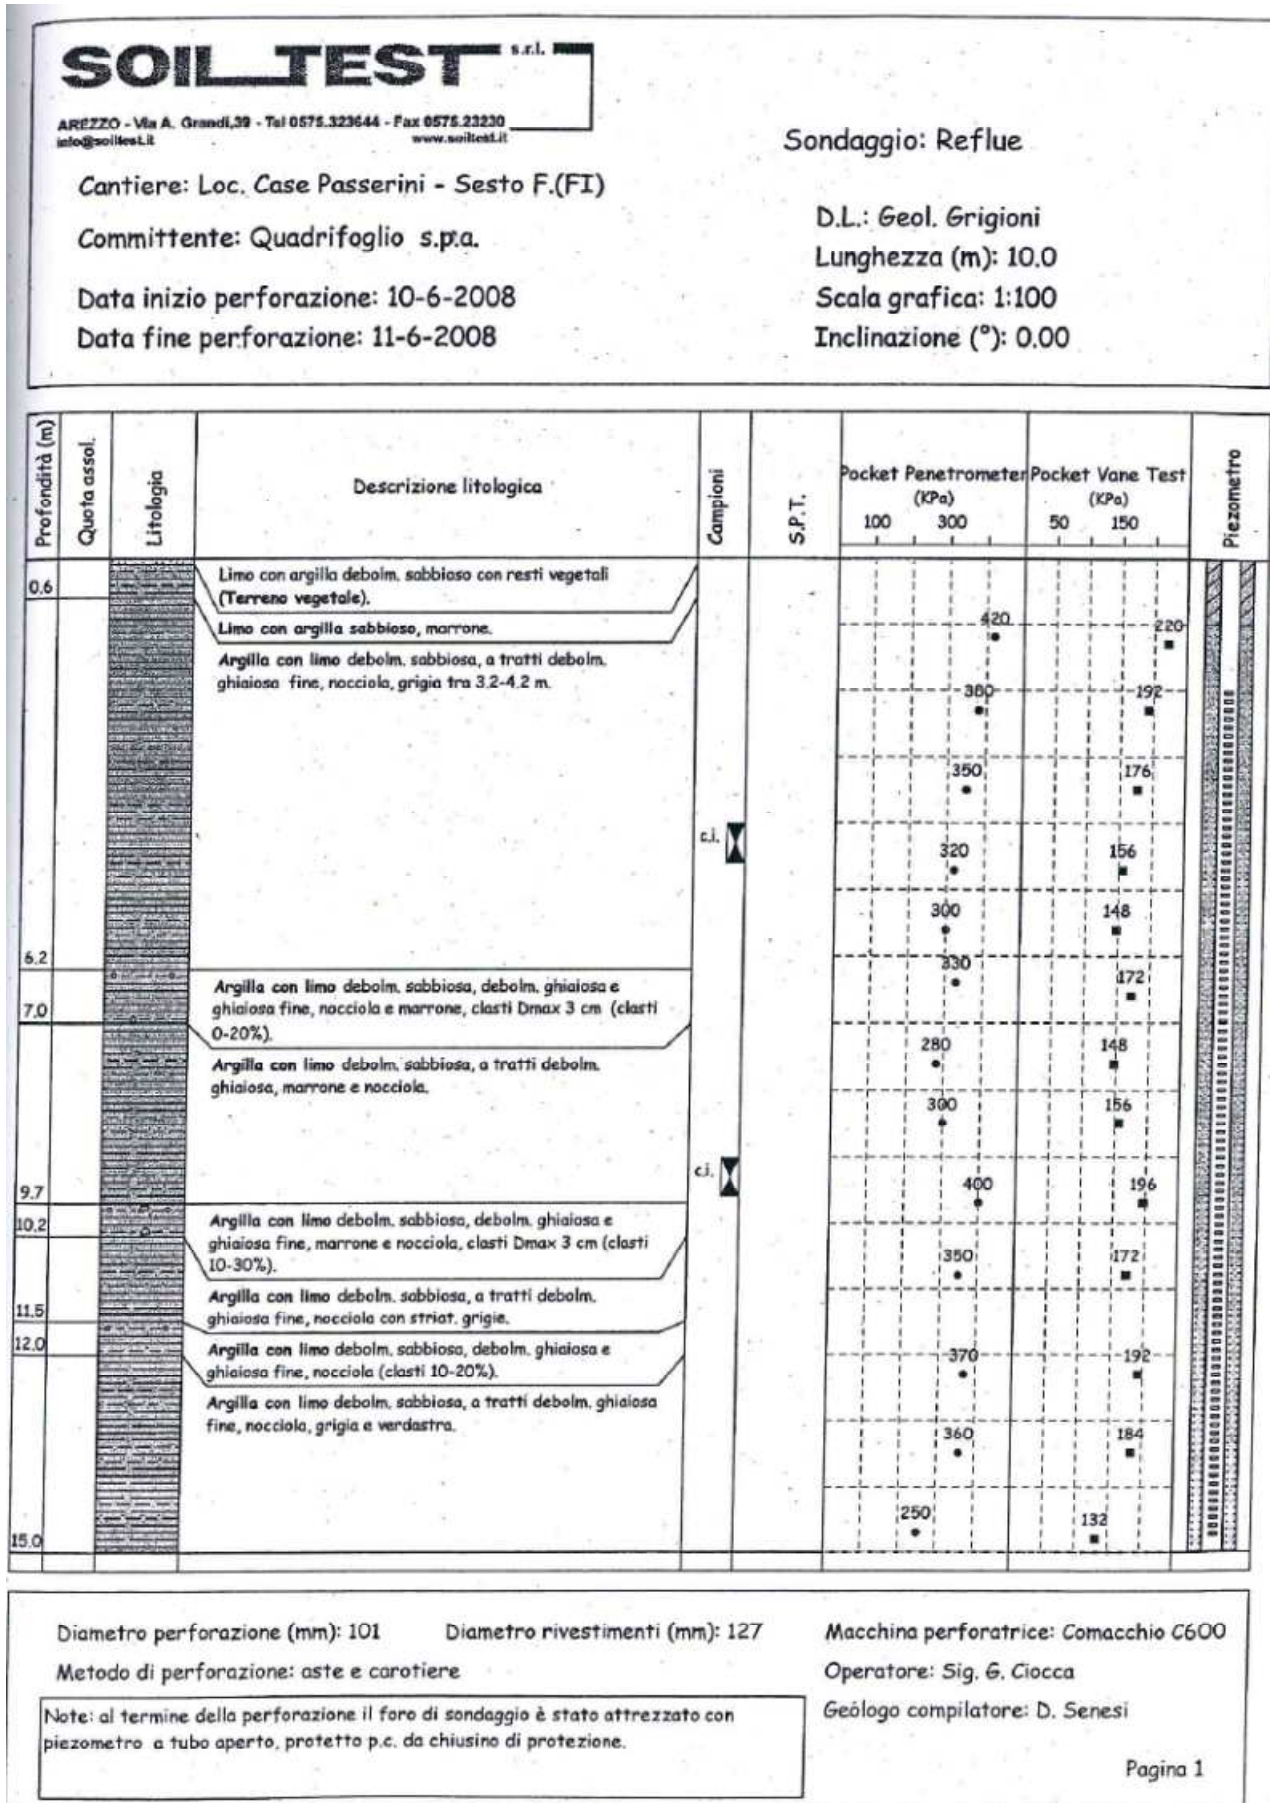 SOIL TEST s.r.l.
AREZZO - Via A. Grandi,39 - Tel 0575.323644 - Fax 0575.23230
info@soiltest.it www.soiltest.it
Sondaggio: Reflue
Cantiere: Loc. Case Passerini - Sesto F.(FI)
Committente: Quadrifoglio s.p.a.
Data inizio perforazione: 10-6-2008
Data fine perforazione: 11-6-2008
D.L.: Geol. Grigioni
Lunghezza (m): 10.0
Scala grafica: 1:100
Inclinazione (°): 0.00
Profondità (m)
Quota assol.
Litologia
Descrizione litologica
Campioni
S.P.T.
Pocket Penetrometer
(KPa)
100 300
Pocket Vane Test
(KPa)
50 150
Piezometro
0.6
Limo con argilla debolm. sabbioso con resti vegetali
(Terreno vegetale).
Limo con argilla sabbioso, marrone.
Argilla con limo debolm. sabbiosa, a tratti debolm.
ghiaiosa fine, nocciola, grigia tra 3.2-4.2 m.
420 220
380 192
350 176
c.i.
320 156
300 148
6.2
330 172
Argilla con limo debolm. sabbiosa, debolm. ghiaiosa e
ghiaiosa fine, nocciola e marrone, clasti Dmax 3 cm (clasti
0-20%).
7.0
280 148
Argilla con limo debolm. sabbiosa, a tratti debolm.
ghiaiosa, marrone e nocciola.
300 156
c.i.
9.7
400 196
10.2
Argilla con limo debolm. sabbiosa, debolm. ghiaiosa e
ghiaiosa fine, marrone e nocciola, clasti Dmax 3 cm (clasti
10-30%).
350 172
Argilla con limo debolm. sabbiosa, a tratti debolm.
ghiaiosa fine, nocciola con striat. grigie.
11.5
12.0
Argilla con limo debolm. sabbiosa, debolm. ghiaiosa e
ghiaiosa fine, nocciola (clasti 10-20%).
370 192
Argilla con limo debolm. sabbiosa, a tratti debolm. ghiaiosa
fine, nocciola, grigia e verdastra.
360 184
250 132
15.0
Diametro perforazione (mm): 101 Diametro rivestimenti (mm): 127
Metodo di perforazione: aste e carotiere
Note: al termine della perforazione il foro di sondaggio è stato attrezzato con
piezometro a tubo aperto, protetto p.c. da chiusino di protezione.
Macchina perforatrice: Comacchio C600
Operatore: Sig. G. Ciocca
Geòlogo compilatore: D. Senesi
Pagina 1